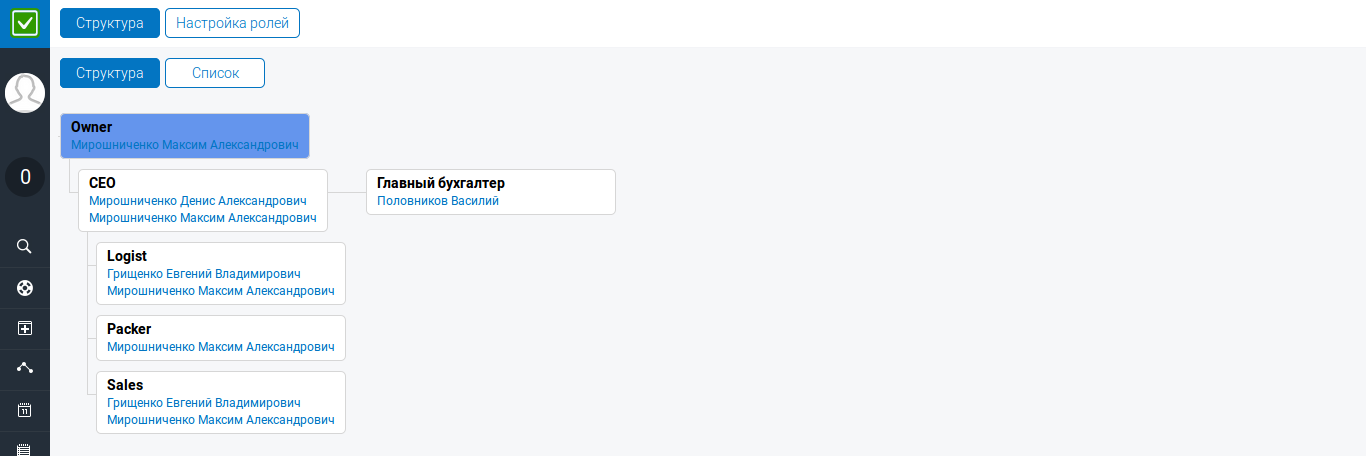 Структура
Настройка ролей
Структура
Список
Owner
Мирошниченко Максим Александрович
CEO
Мирошниченко Денис Александрович
Мирошниченко Максим Александрович
Главный бухгалтер
Половников Василий
0
Logist
Грищенко Евгений Владимирович
Мирошниченко Максим Александрович
Packer
Мирошниченко Максим Александрович
Sales
Грищенко Евгений Владимирович
Мирошниченко Максим Александрович
11